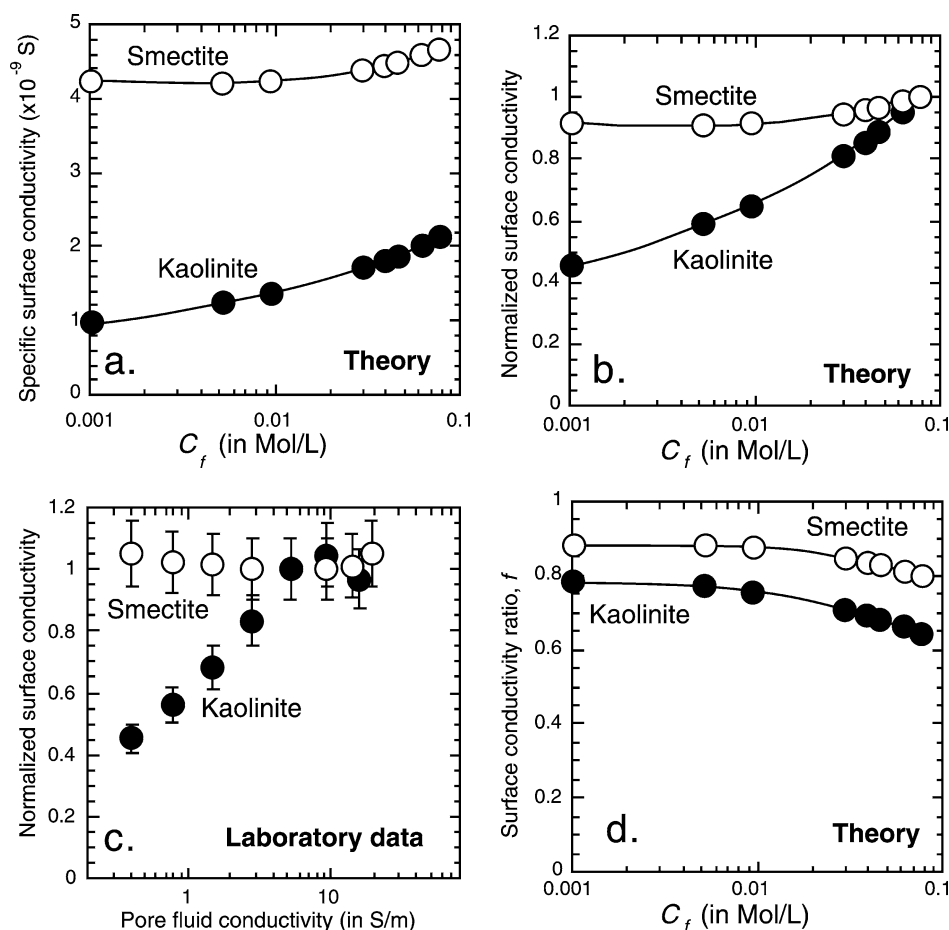 5
4
3
2
1
0
Specific surface conductivity (x10⁻⁹ S)
Smectite
Kaolinite
a.
Theory
0.001
0.01
0.1
C_f (in Mol/L)
1.2
1
0.8
0.6
0.4
0.2
0
Normalized surface conductivity
Smectite
Kaolinite
b.
Theory
0.001
0.01
0.1
C_f (in Mol/L)
1.2
1
0.8
0.6
0.4
0.2
0
Normalized surface conductivity
Smectite
Kaolinite
c.
Laboratory data
1
10
Pore fluid conductivity (in S/m)
1
0.8
0.6
0.4
0.2
0
Surface conductivity ratio, f
Smectite
Kaolinite
d.
Theory
0.001
0.01
0.1
C_f (in Mol/L)